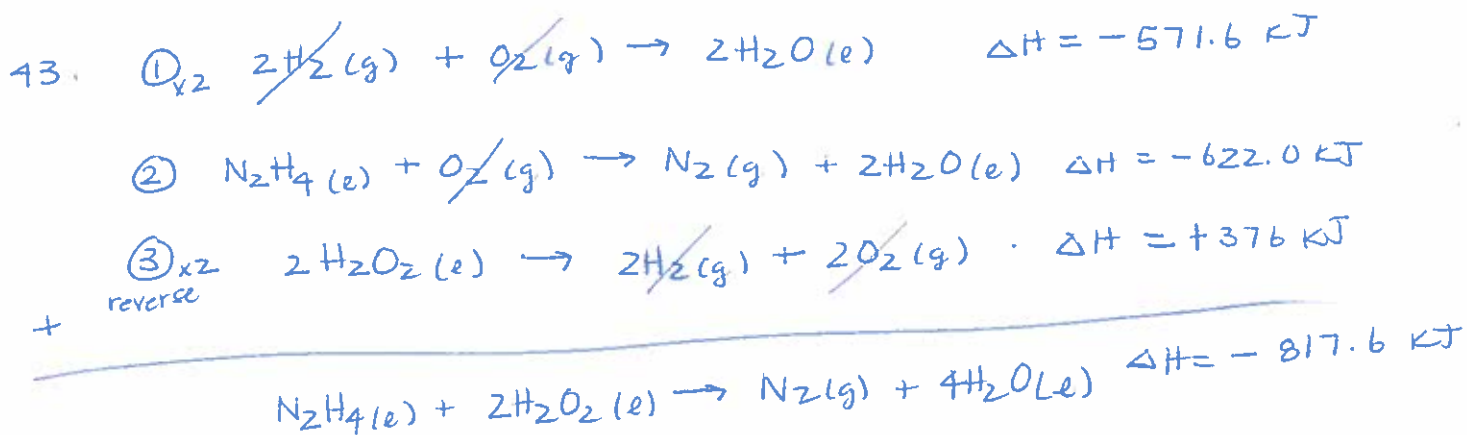 43. ①x2 2H2(g) + O2(g) → 2H2O(l) ΔH = -571.6 KJ
② N2H4(l) + O2(g) → N2(g) + 2H2O(l) ΔH = -622.0 KJ
③x2 2H2O2(l) → 2H2(g) + 2O2(g) . ΔH = +376 KJ
reverse
+
N2H4(l) + 2H2O2(l) → N2(g) + 4H2O(l) ΔH = -817.6 KJ